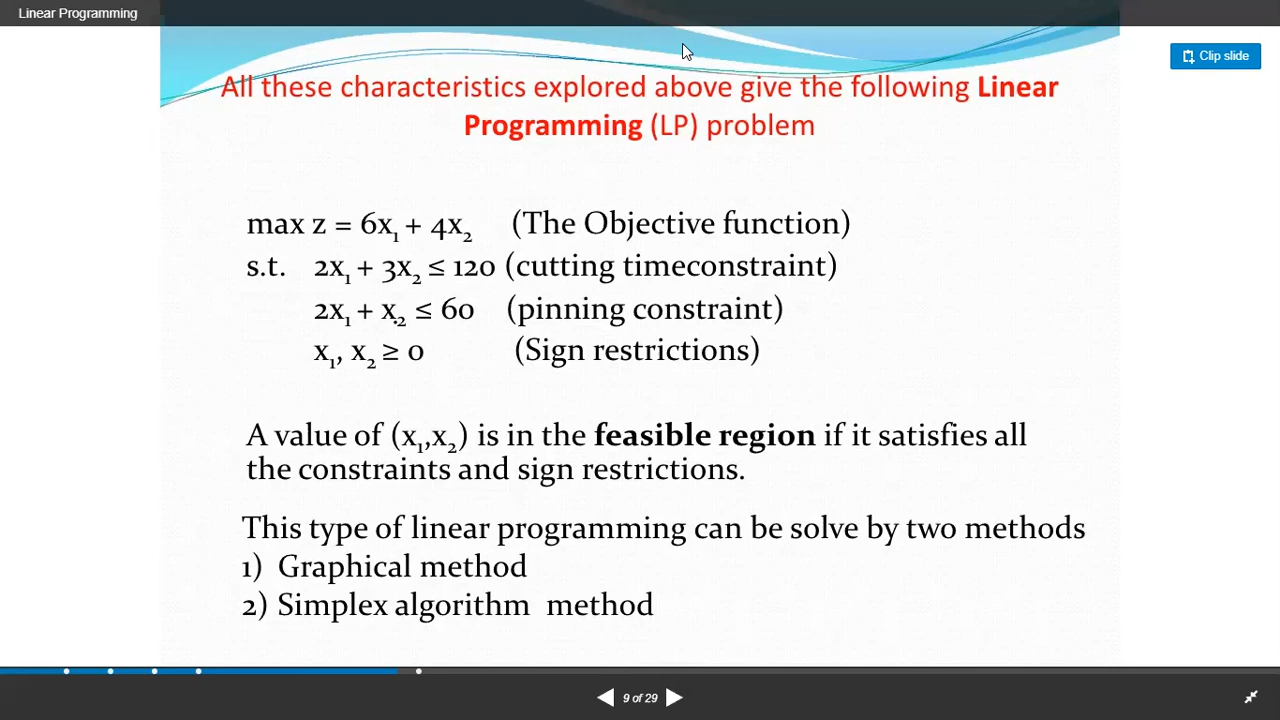 Linear Programming
Clip slide
All these characteristics explored above give the following Linear
Programming (LP) problem
max z = 6x₁ + 4x₂ (The Objective function)
s.t. 2x₁ + 3x₂ ≤ 120 (cutting timeconstraint)
2x₁ + x₂ ≤ 60 (pinning constraint)
x₁, x₂ ≥ 0 (Sign restrictions)
A value of (x₁,x₂) is in the feasible region if it satisfies all
the constraints and sign restrictions.
This type of linear programming can be solve by two methods
1) Graphical method
2) Simplex algorithm method
9 of 29